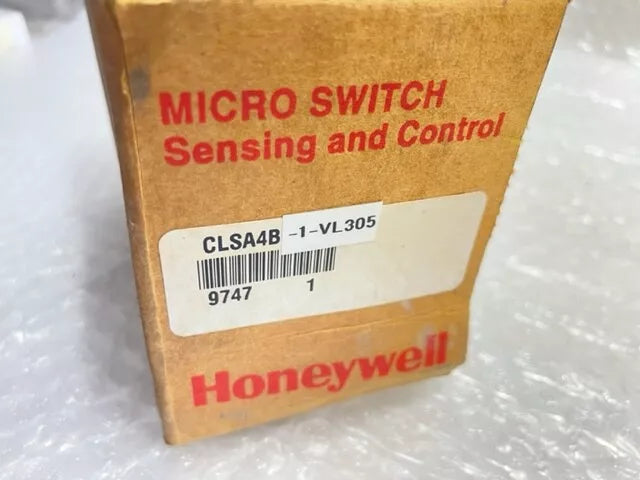 MICRO SWITCH
Sensing and Control
CLSA4B -1-VL305
9747 1
Honeywell